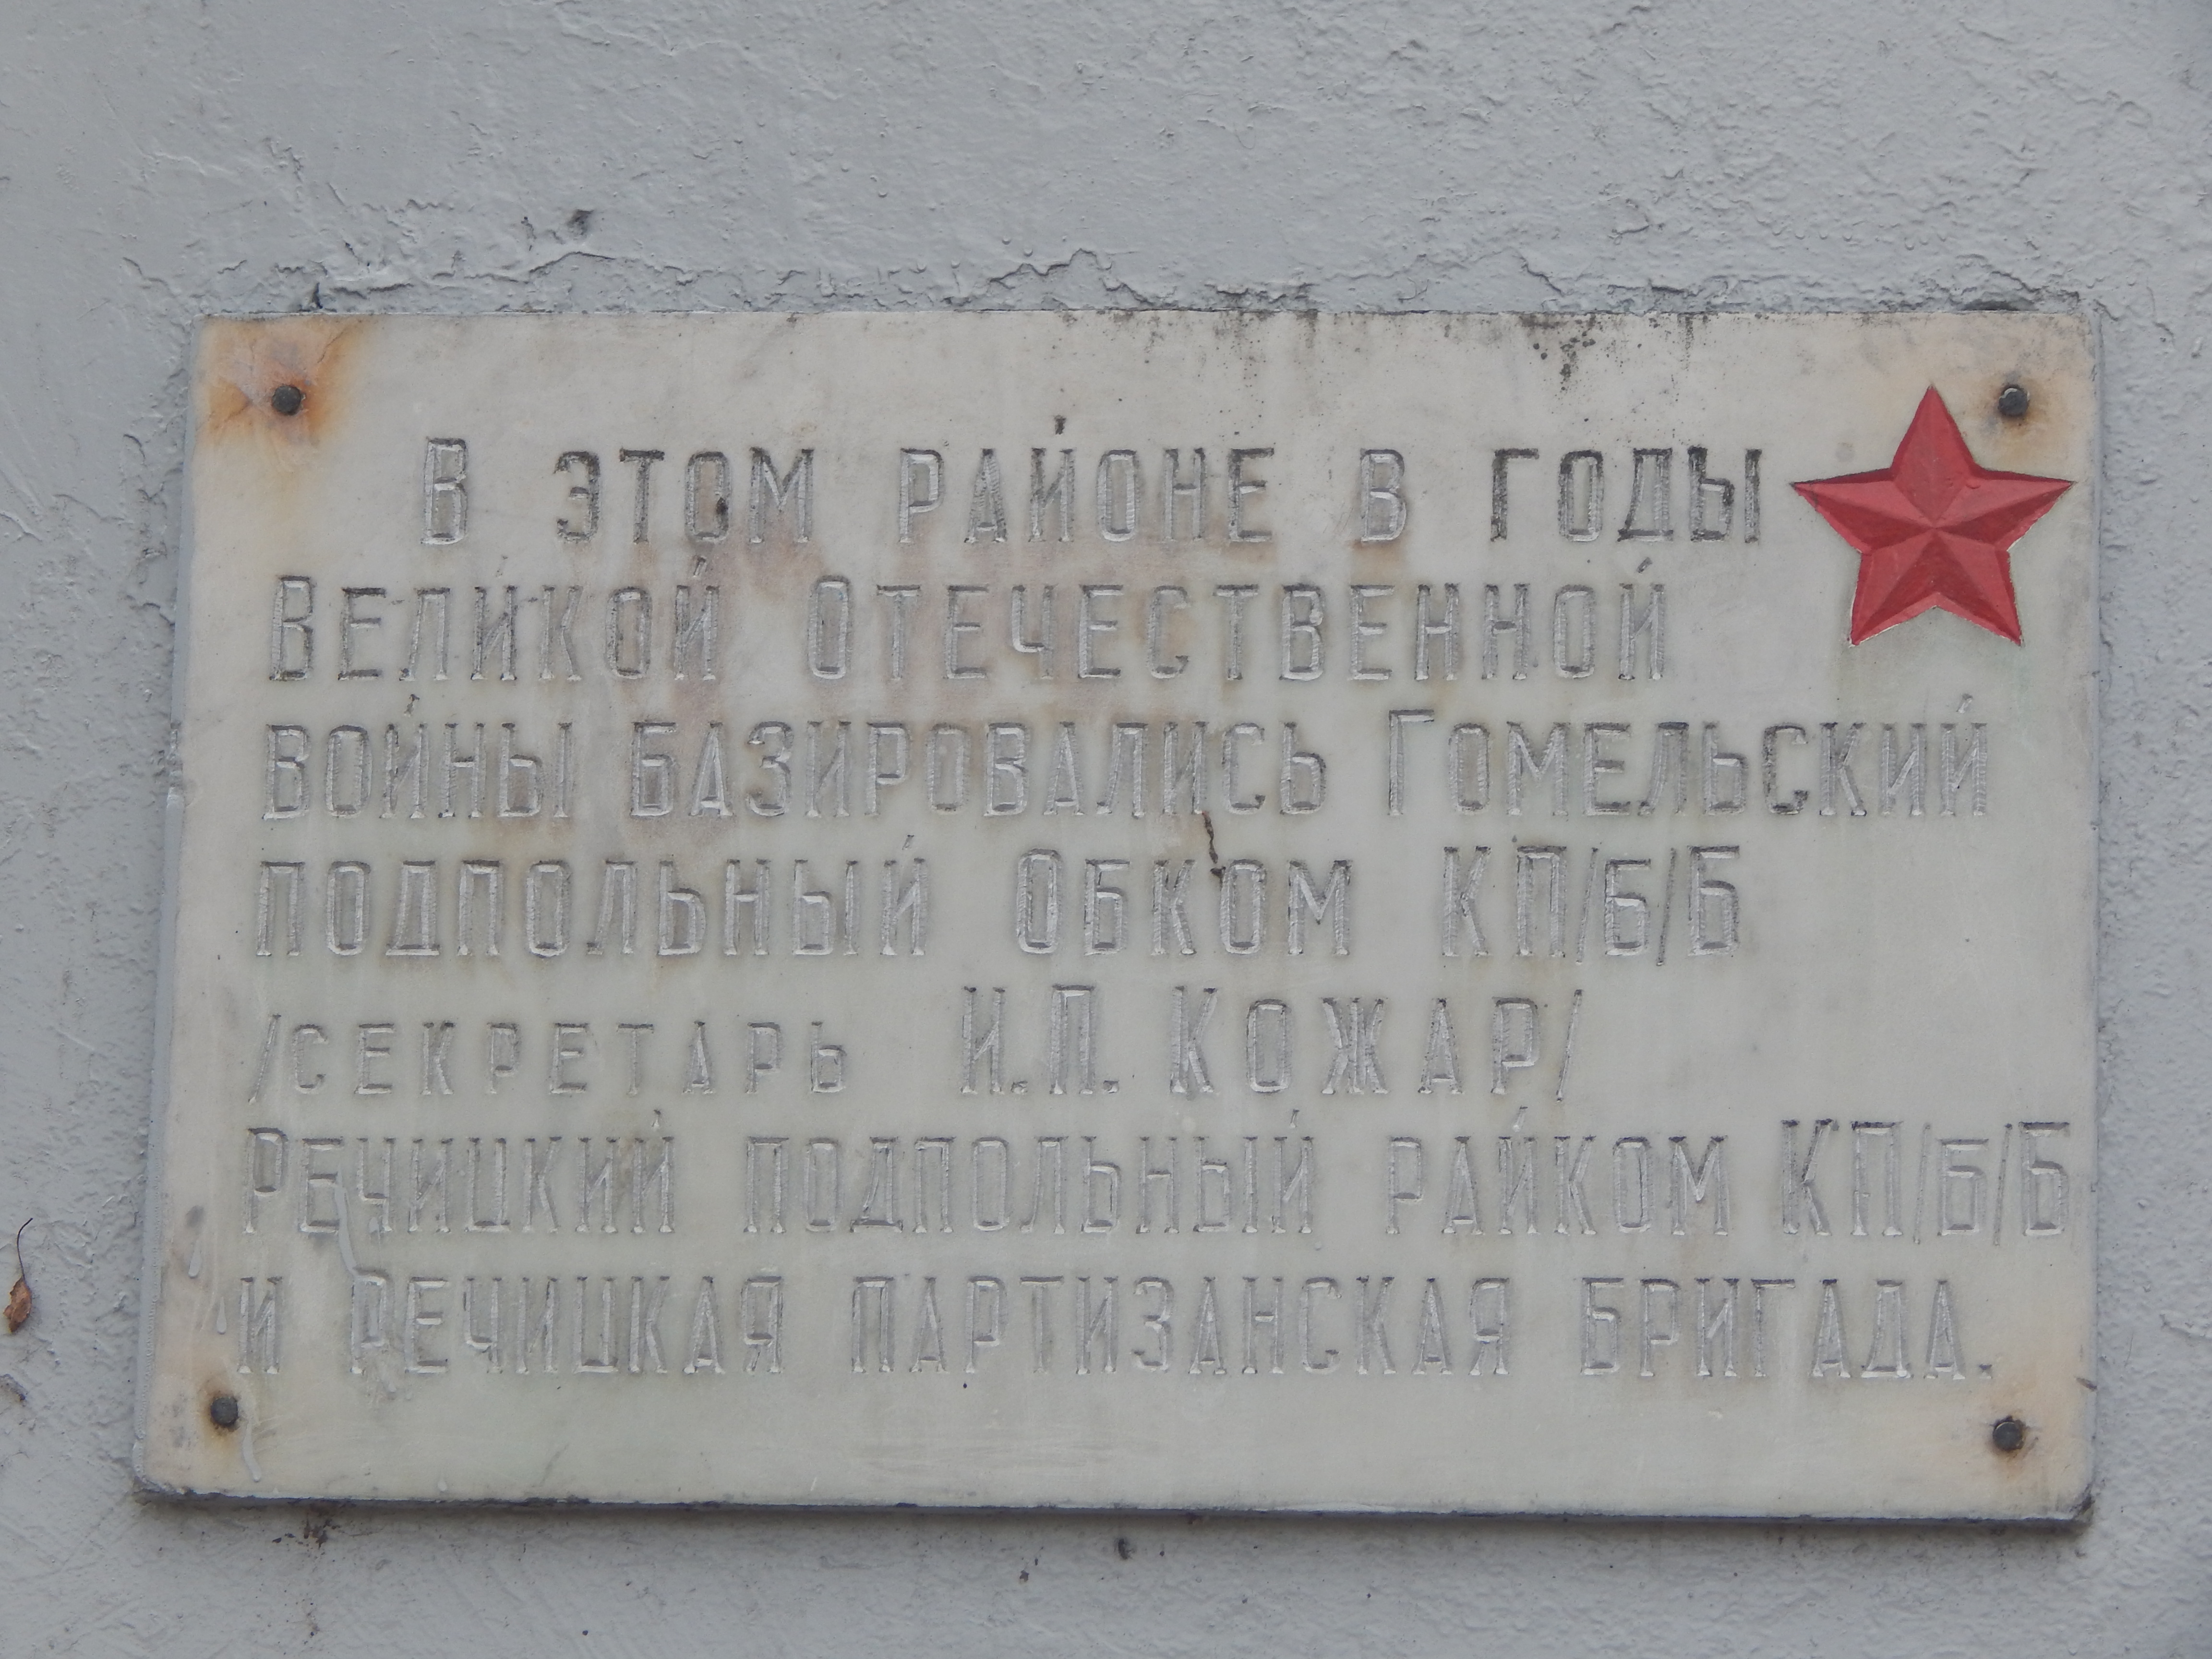 В ЭТОМ РАЙОНЕ В ГОДЫ
ВЕЛИКОЙ ОТЕЧЕСТВЕННОЙ
ВОЙНЫ БАЗИРОВАЛИСЬ ГОМЕЛЬСКИЙ
ПОДПОЛЬНЫЙ ОБКОМ КП/Б/Б
/СЕКРЕТАРЬ И.П. КОЖАР/
РЕЧИЦКИЙ ПОДПОЛЬНЫЙ РАЙКОМ КП/Б/Б
И РЕЧИЦКАЯ ПАРТИЗАНСКАЯ БРИГАДА.